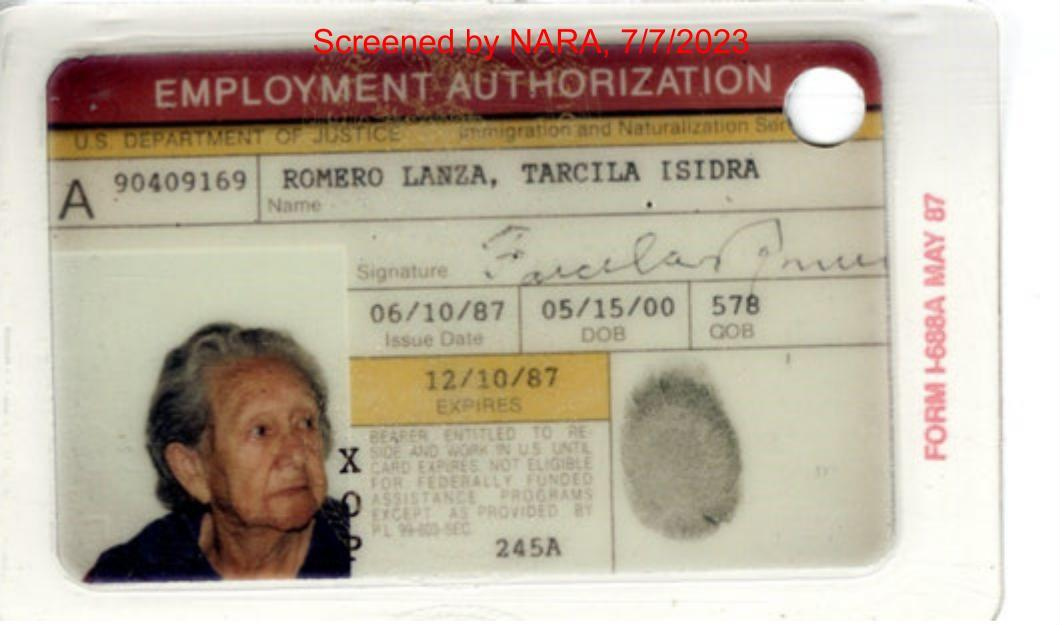 Screened by NARA, 7/7/2023
EMPLOYMENT AUTHORIZATION
U.S. DEPARTMENT OF JUSTICE Immigration and Naturalization Ser
A 90409169 ROMERO LANZA, TARCILA ISIDRA
Name
Signature Tarcila
06/10/87 05/15/00 578
Issue Date DOB COB
12/10/87
EXPIRES
BEARER ENTITLED TO RE-
SIDE AND WORK IN U.S. UNTIL
CARD EXPIRES. NOT ELIGIBLE
FOR FEDERALLY FUNDED
ASSISTANCE PROGRAMS
EXCEPT AS PROVIDED BY
P.L. 99-603-SEC.
245A
X
O
P
FORM I-688A MAY 87